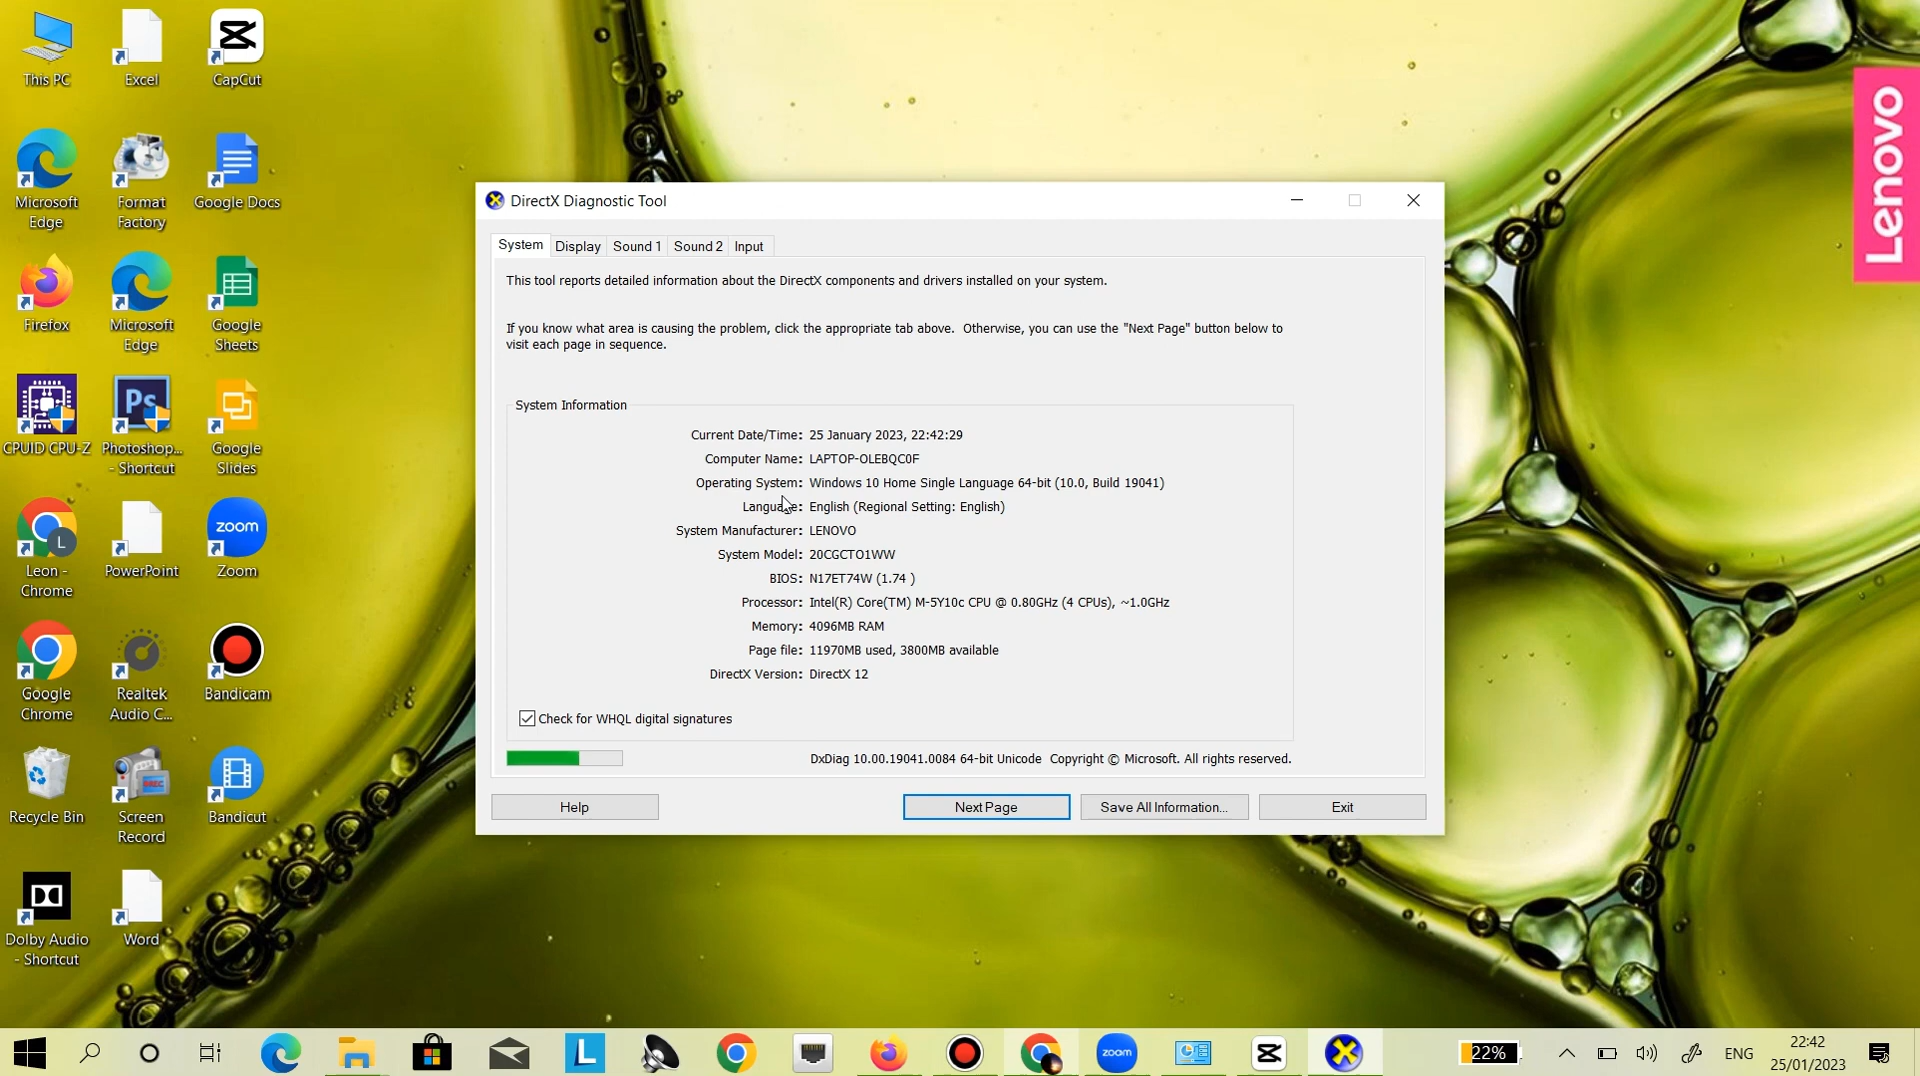 This PC
Excel
CapCut
Microsoft
Edge
Format
Factory
Google Docs
Firefox
Microsoft
Edge
Google
Sheets
CPUID CPU-Z
Ps
Photoshop...
- Shortcut
Google
Slides
L
Leon -
Chrome
PowerPoint
zoom
Zoom
Google
Chrome
Realtek
Audio C...
Bandicam
Recycle Bin
REC
Screen
Record
Bandicut
Dolby Audio
- Shortcut
Word
Lenovo
DirectX Diagnostic Tool
System Display Sound 1 Sound 2 Input
This tool reports detailed information about the DirectX components and drivers installed on your system.
If you know what area is causing the problem, click the appropriate tab above. Otherwise, you can use the "Next Page" button below to
visit each page in sequence.
System Information
Current Date/Time: 25 January 2023, 22:42:29
Computer Name: LAPTOP-OLEBQC0F
Operating System: Windows 10 Home Single Language 64-bit (10.0, Build 19041)
Language: English (Regional Setting: English)
System Manufacturer: LENOVO
System Model: 20CGCTO1WW
BIOS: N17ET74W (1.74 )
Processor: Intel(R) Core(TM) M-5Y10c CPU @ 0.80GHz (4 CPUs), ~1.0GHz
Memory: 4096MB RAM
Page file: 11970MB used, 3800MB available
DirectX Version: DirectX 12
Check for WHQL digital signatures
DxDiag 10.00.19041.0084 64-bit Unicode Copyright © Microsoft. All rights reserved.
Help Next Page Save All Information... Exit
L
zoom
22%
ENG
22:42
25/01/2023